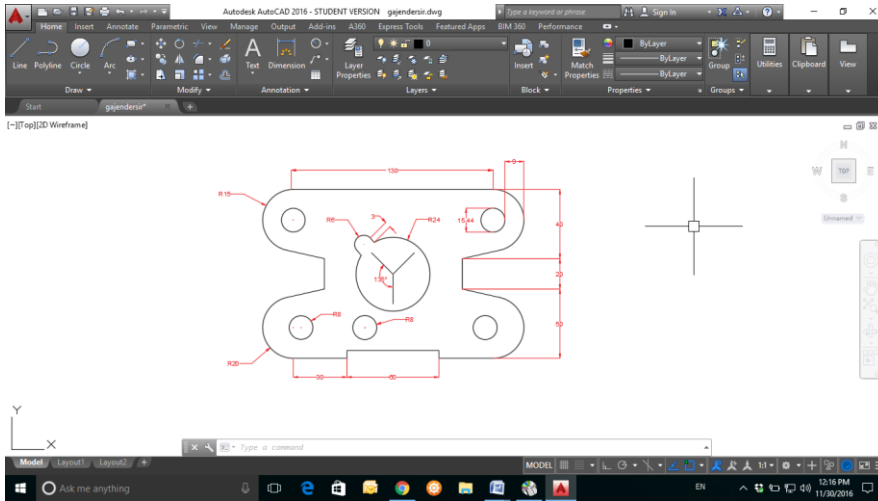 Autodesk AutoCAD 2016 - STUDENT VERSION gajendersir.dwg
Type a keyword or phrase
Sign In
Home Insert Annotate Parametric View Manage Output Add-ins A360 Express Tools Featured Apps BIM 360 Performance
Line Polyline Circle Arc
Text Dimension
Layer Properties
0
Insert
Match Properties
ByLayer
ByLayer
ByLayer
Group
Utilities
Clipboard
View
Draw Modify Annotation Layers Block Properties Groups
Start gajendersir*
[−][Top][2D Wireframe]
N
W TOP E
S
Unnamed
130
9
R15
R6
3
R24
15.44
40
135°
20
R8
R8
50
R20
30
60
Y
X
Type a command
Model Layout1 Layout2 +
MODEL
1:1
Ask me anything
EN
12:16 PM
11/30/2016